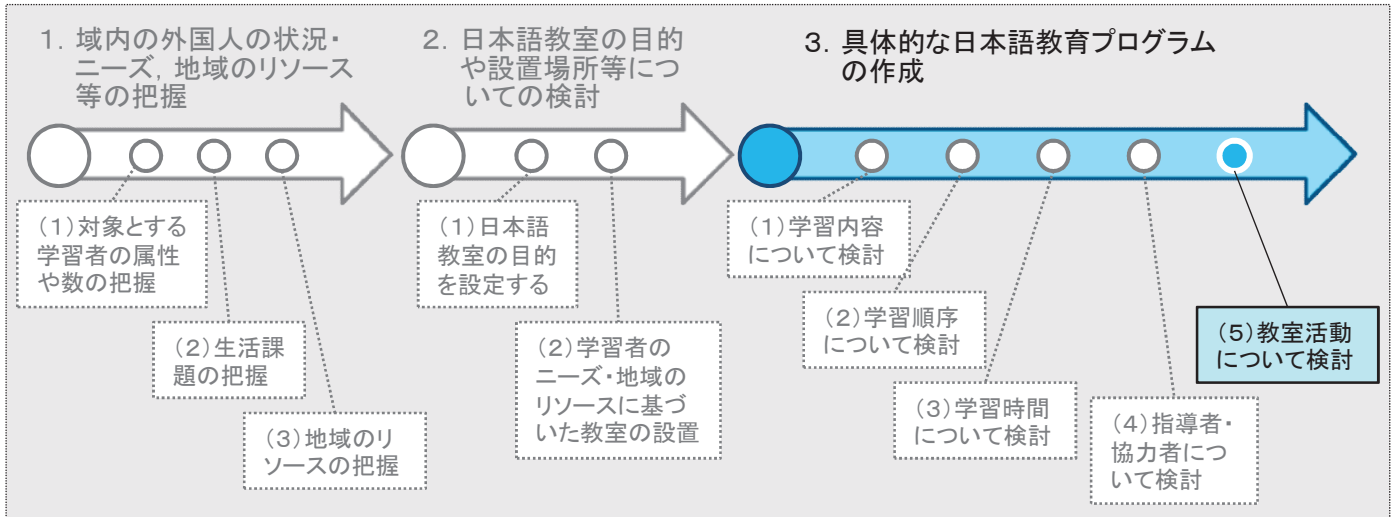 1．域内の外国人の状況・
ニーズ，地域のリソース
等の把握
(1)対象とする
学習者の属性
や数の把握
(2)生活課
題の把握
(3)地域のリ
ソースの把握
2．日本語教室の目的
や設置場所等につ
いての検討
(1)日本語
教室の目的
を設定する
(2)学習者の
ニーズ・地域の
リソースに基づ
いた教室の設置
3．具体的な日本語教育プログラム
の作成
(1)学習内容
について検討
(2)学習順序
について検討
(3)学習時間
について検討
(4)指導者・
協力者につ
いて検討
(5)教室活動
について検討